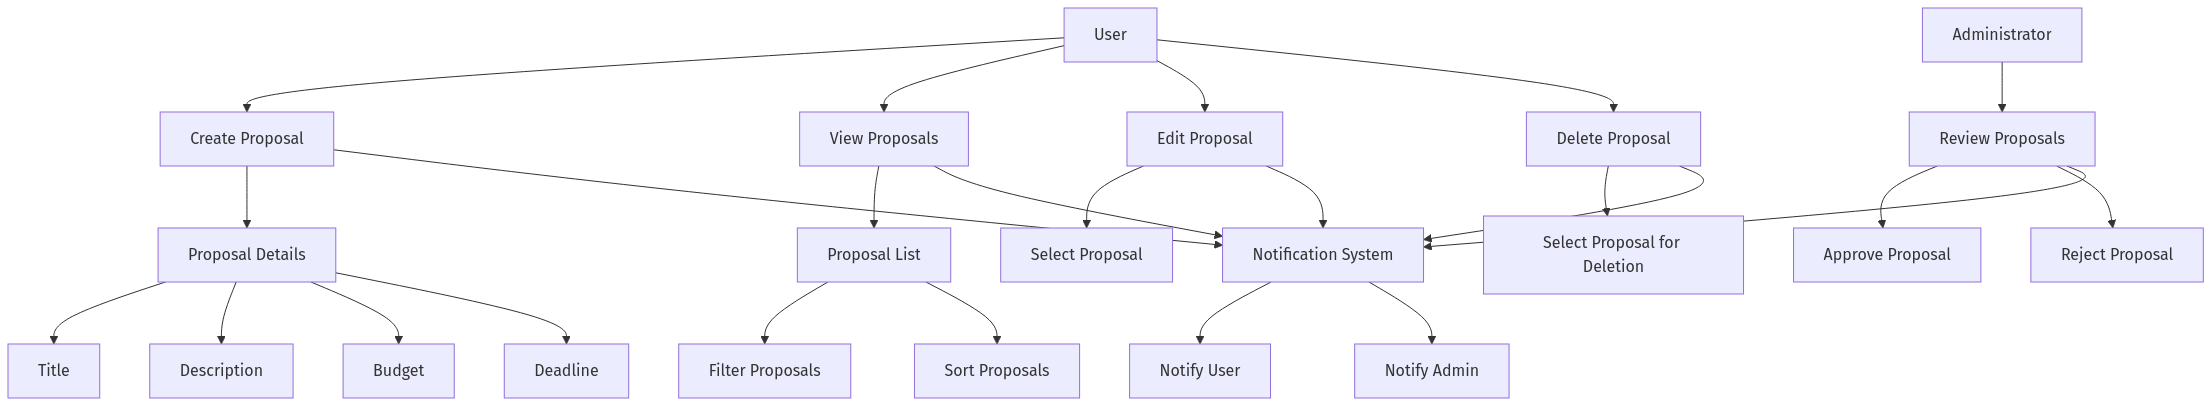 User
Administrator
Create Proposal
View Proposals
Edit Proposal
Delete Proposal
Review Proposals
Proposal Details
Proposal List
Select Proposal
Notification System
Select Proposal for
Deletion
Approve Proposal
Reject Proposal
Title
Description
Budget
Deadline
Filter Proposals
Sort Proposals
Notify User
Notify Admin